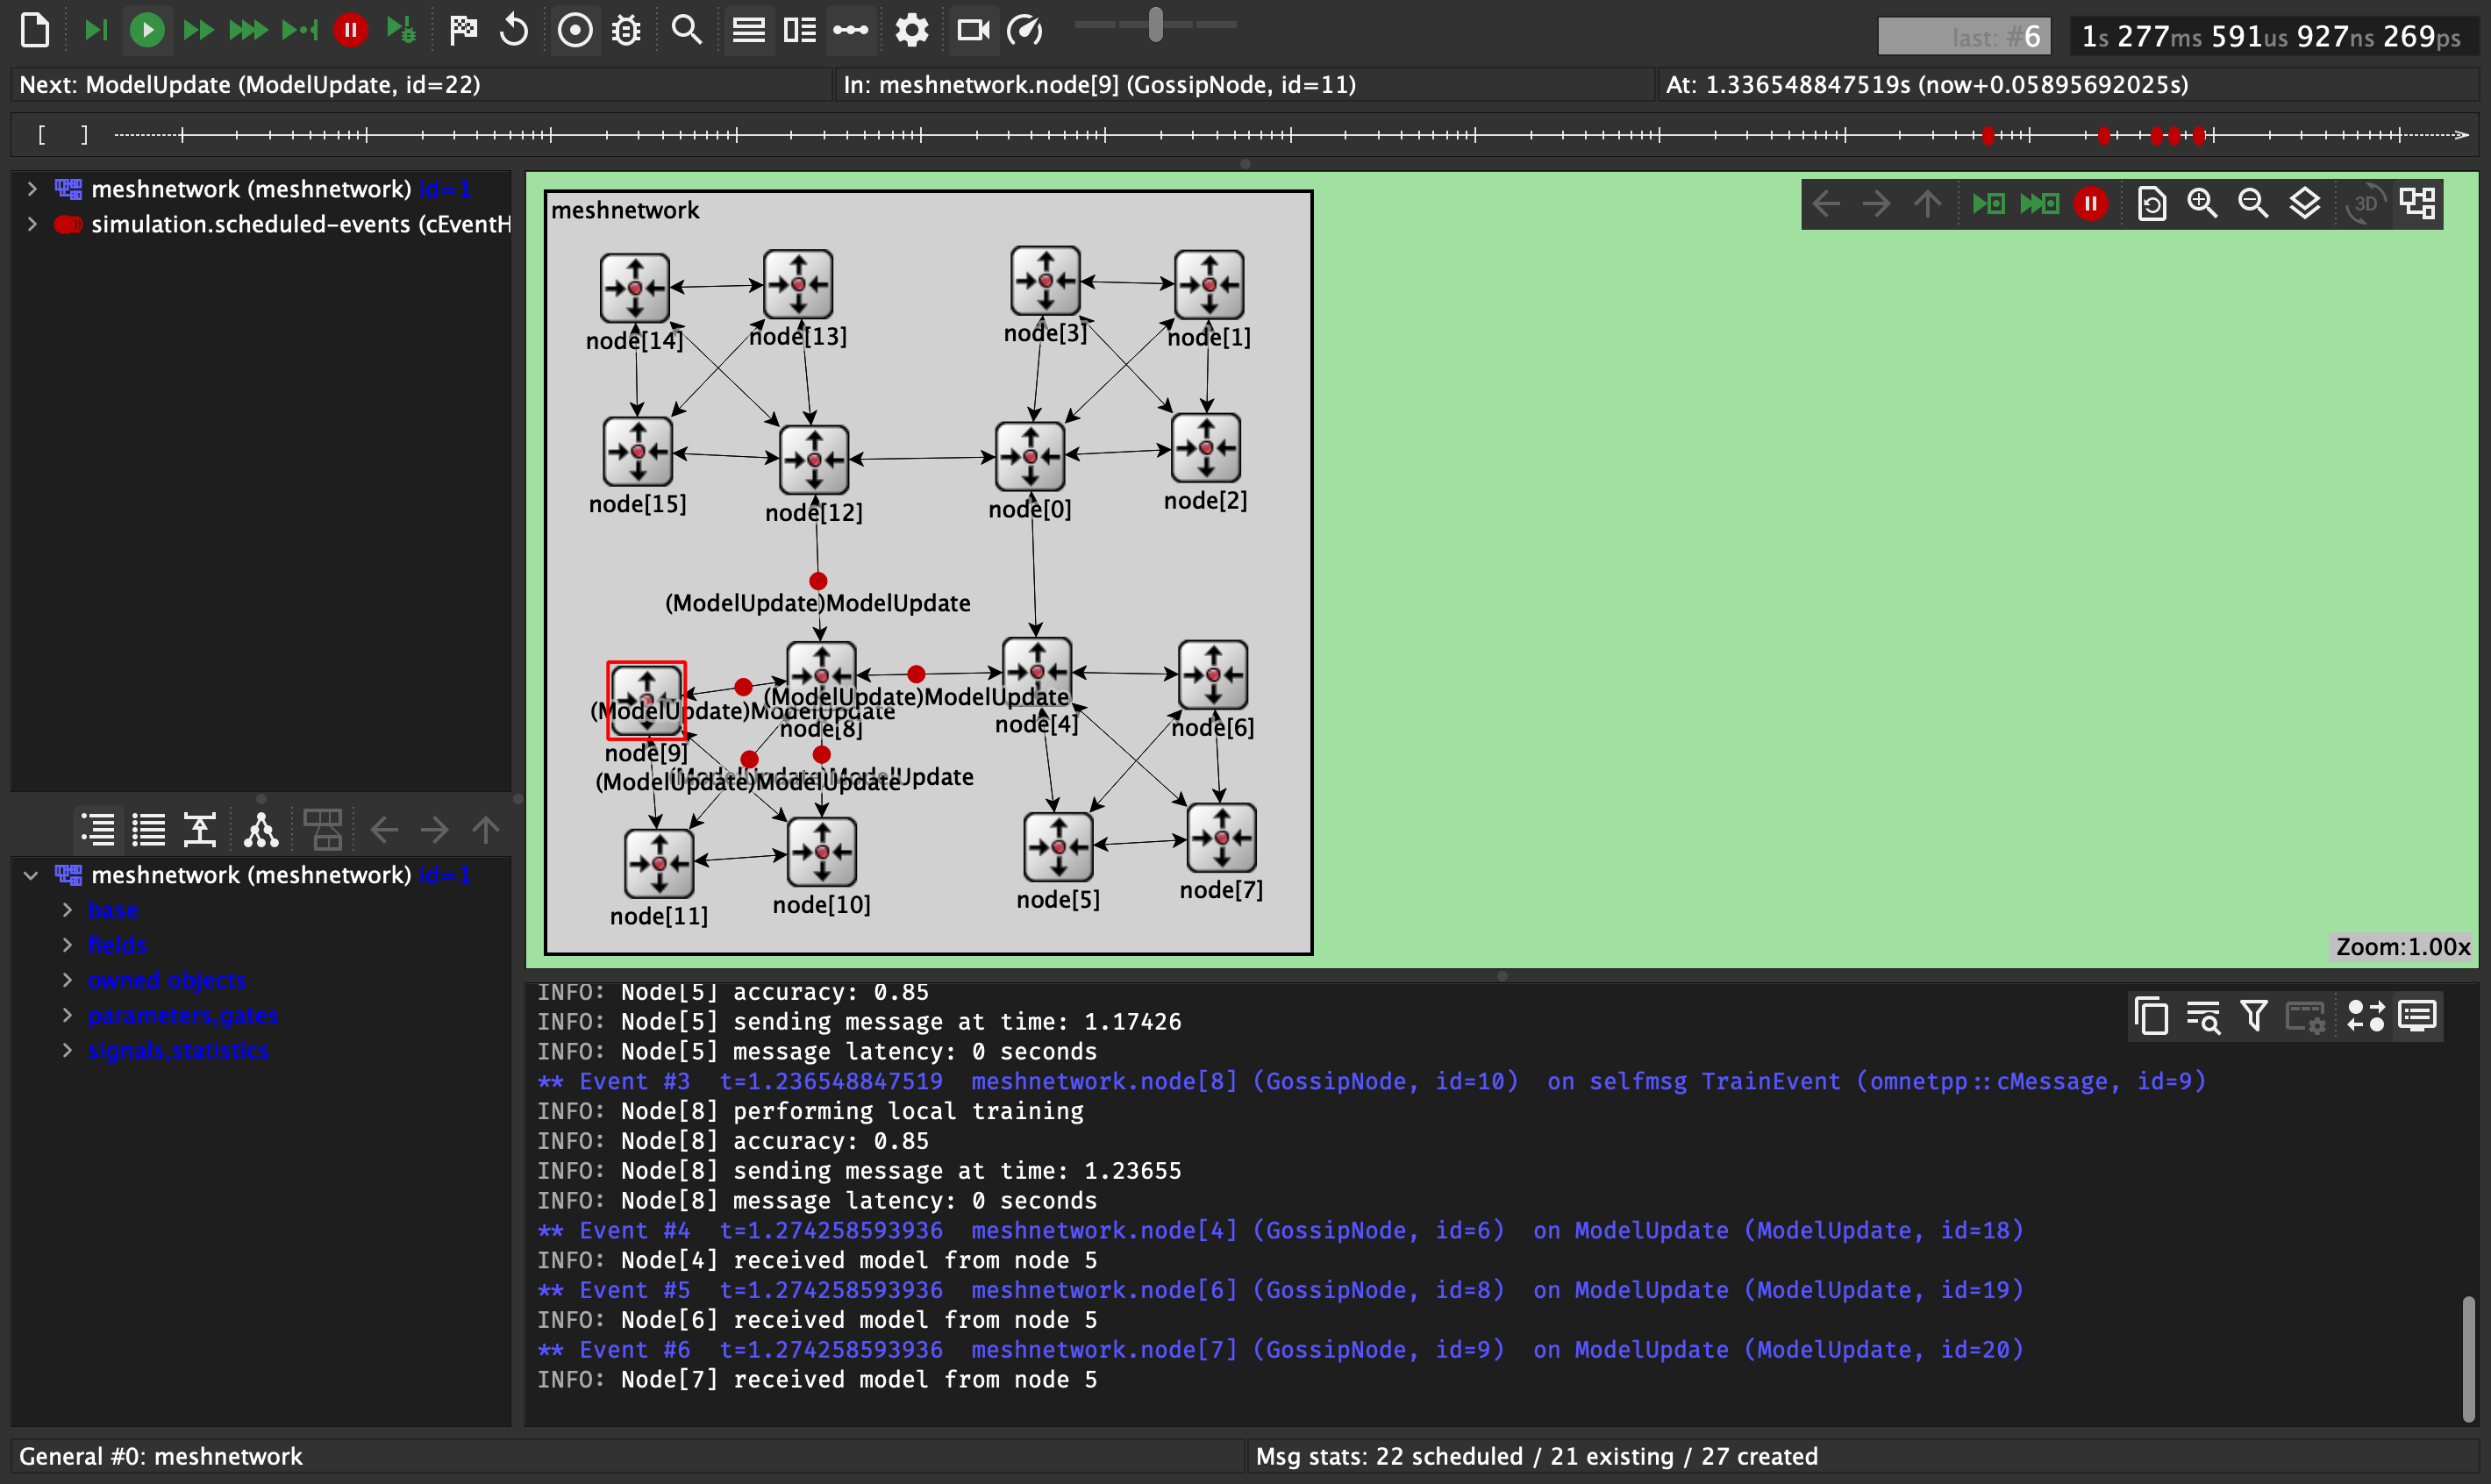 last: #6
1s 277ms 591us 927ns 269ps
Next: ModelUpdate (ModelUpdate, id=22)
In: meshnetwork.node[9] (GossipNode, id=11)
At: 1.336548847519s (now+0.05895692025s)
[ ]
meshnetwork (meshnetwork) id=1
simulation.scheduled-events (cEventH
meshnetwork
3D
node[14]
node[13]
node[3]
node[1]
node[15]
node[12]
node[0]
node[2]
(ModelUpdate)ModelUpdate
(ModelUpdate)ModelUpdate
(ModelUpdate)ModelUpdate
node[8]
node[4]
node[6]
node[9]
(ModelUpdate)ModelUpdate
(ModelUpdate)ModelUpdate
node[11]
node[10]
node[5]
node[7]
Zoom:1.00x
meshnetwork (meshnetwork) id=1
base
fields
owned objects
parameters,gates
signals,statistics
INFO: Node[5] accuracy: 0.85
INFO: Node[5] sending message at time: 1.17426
INFO: Node[5] message latency: 0 seconds
** Event #3 t=1.236548847519 meshnetwork.node[8] (GossipNode, id=10) on selfmsg TrainEvent (omnetpp::cMessage, id=9)
INFO: Node[8] performing local training
INFO: Node[8] accuracy: 0.85
INFO: Node[8] sending message at time: 1.23655
INFO: Node[8] message latency: 0 seconds
** Event #4 t=1.274258593936 meshnetwork.node[4] (GossipNode, id=6) on ModelUpdate (ModelUpdate, id=18)
INFO: Node[4] received model from node 5
** Event #5 t=1.274258593936 meshnetwork.node[6] (GossipNode, id=8) on ModelUpdate (ModelUpdate, id=19)
INFO: Node[6] received model from node 5
** Event #6 t=1.274258593936 meshnetwork.node[7] (GossipNode, id=9) on ModelUpdate (ModelUpdate, id=20)
INFO: Node[7] received model from node 5
General #0: meshnetwork
Msg stats: 22 scheduled / 21 existing / 27 created